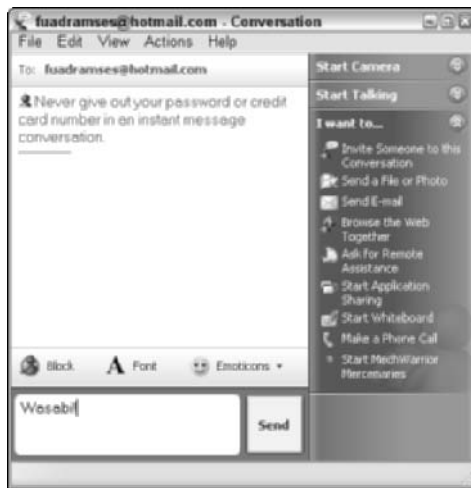 fuadramses@hotmail.com - Conversation
File Edit View Actions Help
To: fuadramses@hotmail.com
Never give out your password or credit
card number in an instant message
conversation.
Block Font Emoticons
Wasabi!
Send
Start Camera
Start Talking
I want to...
Invite Someone to this
Conversation
Send a File or Photo
Send E-mail
Browse the Web
Together
Ask for Remote
Assistance
Start Application
Sharing
Start Whiteboard
Make a Phone Call
Start MechWarrior
Mercenaries